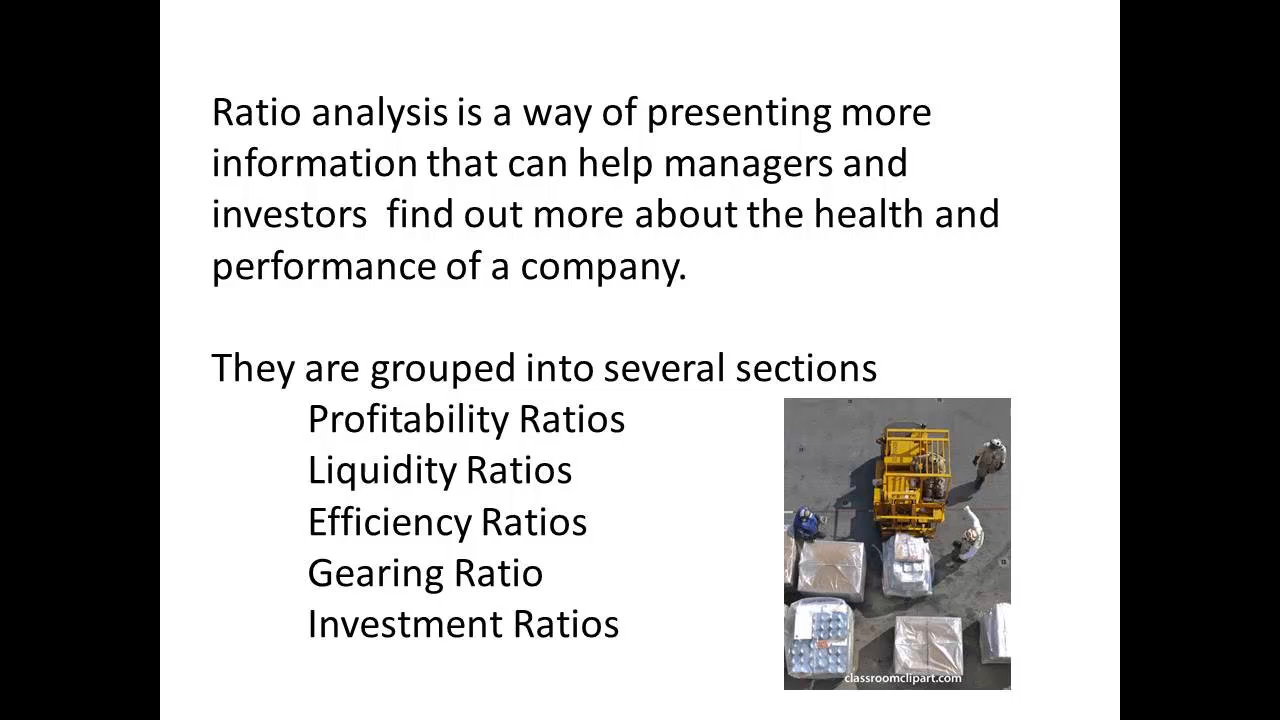 Ratio analysis is a way of presenting more
information that can help managers and
investors  find out more about the health and
performance of a company.
They are grouped into several sections
Profitability Ratios
Liquidity Ratios
Efficiency Ratios
Gearing Ratio
Investment Ratios
classroomclipart.com